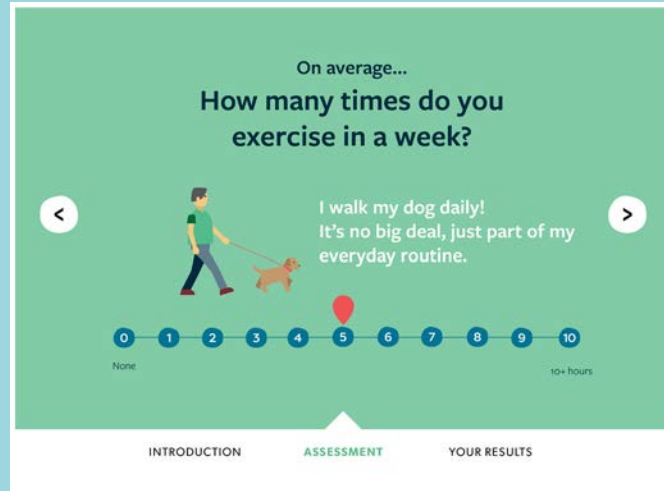 On average...
How many times do you
exercise in a week?
<
>
I walk my dog daily!
It's no big deal, just part of my
everyday routine.
0 1 2 3 4 5 6 7 8 9 10
None
10+ hours
INTRODUCTION ASSESSMENT YOUR RESULTS